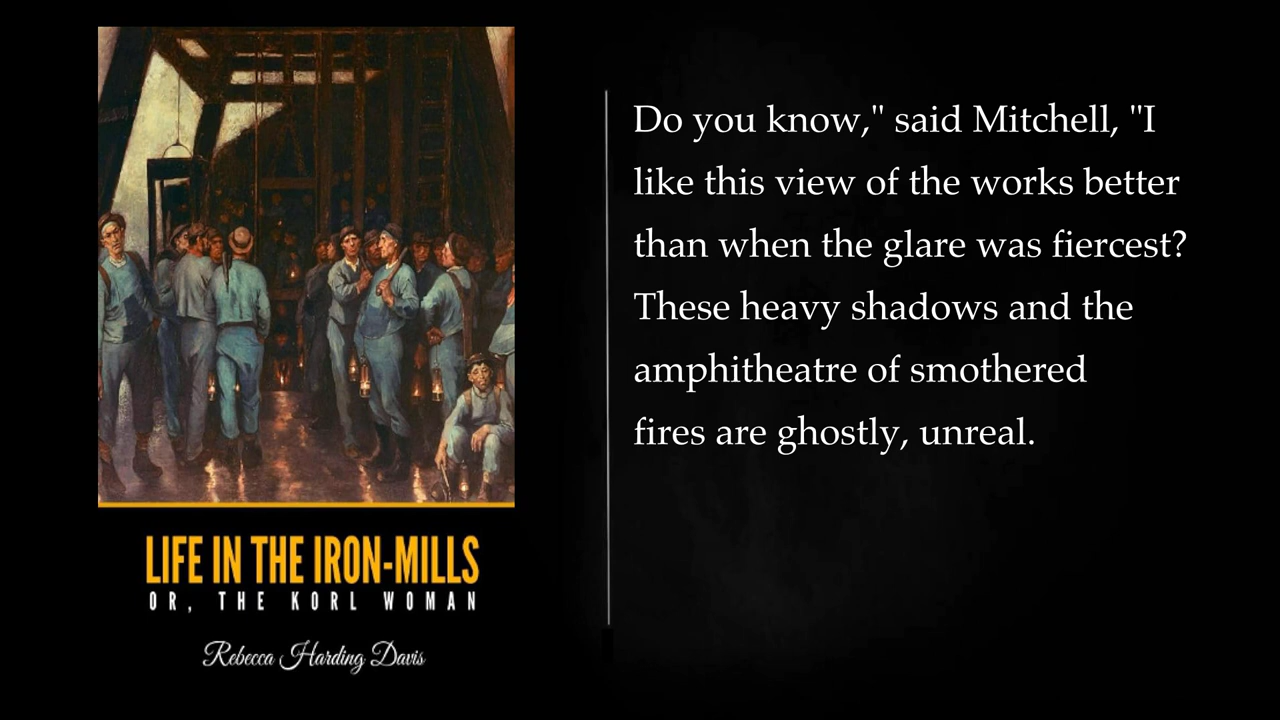 LIFE IN THE IRON-MILLS
OR, THE KORL WOMAN
Rebecca Harding Davis
Do you know," said Mitchell, "I
like this view of the works better
than when the glare was fiercest?
These heavy shadows and the
amphitheatre of smothered
fires are ghostly, unreal.